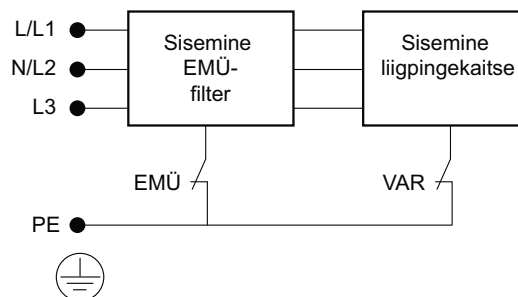 L/L1
N/L2
L3
Sisemine
EMÜ-
filter
Sisemine
liigpingekaitse
EMÜ
VAR
PE